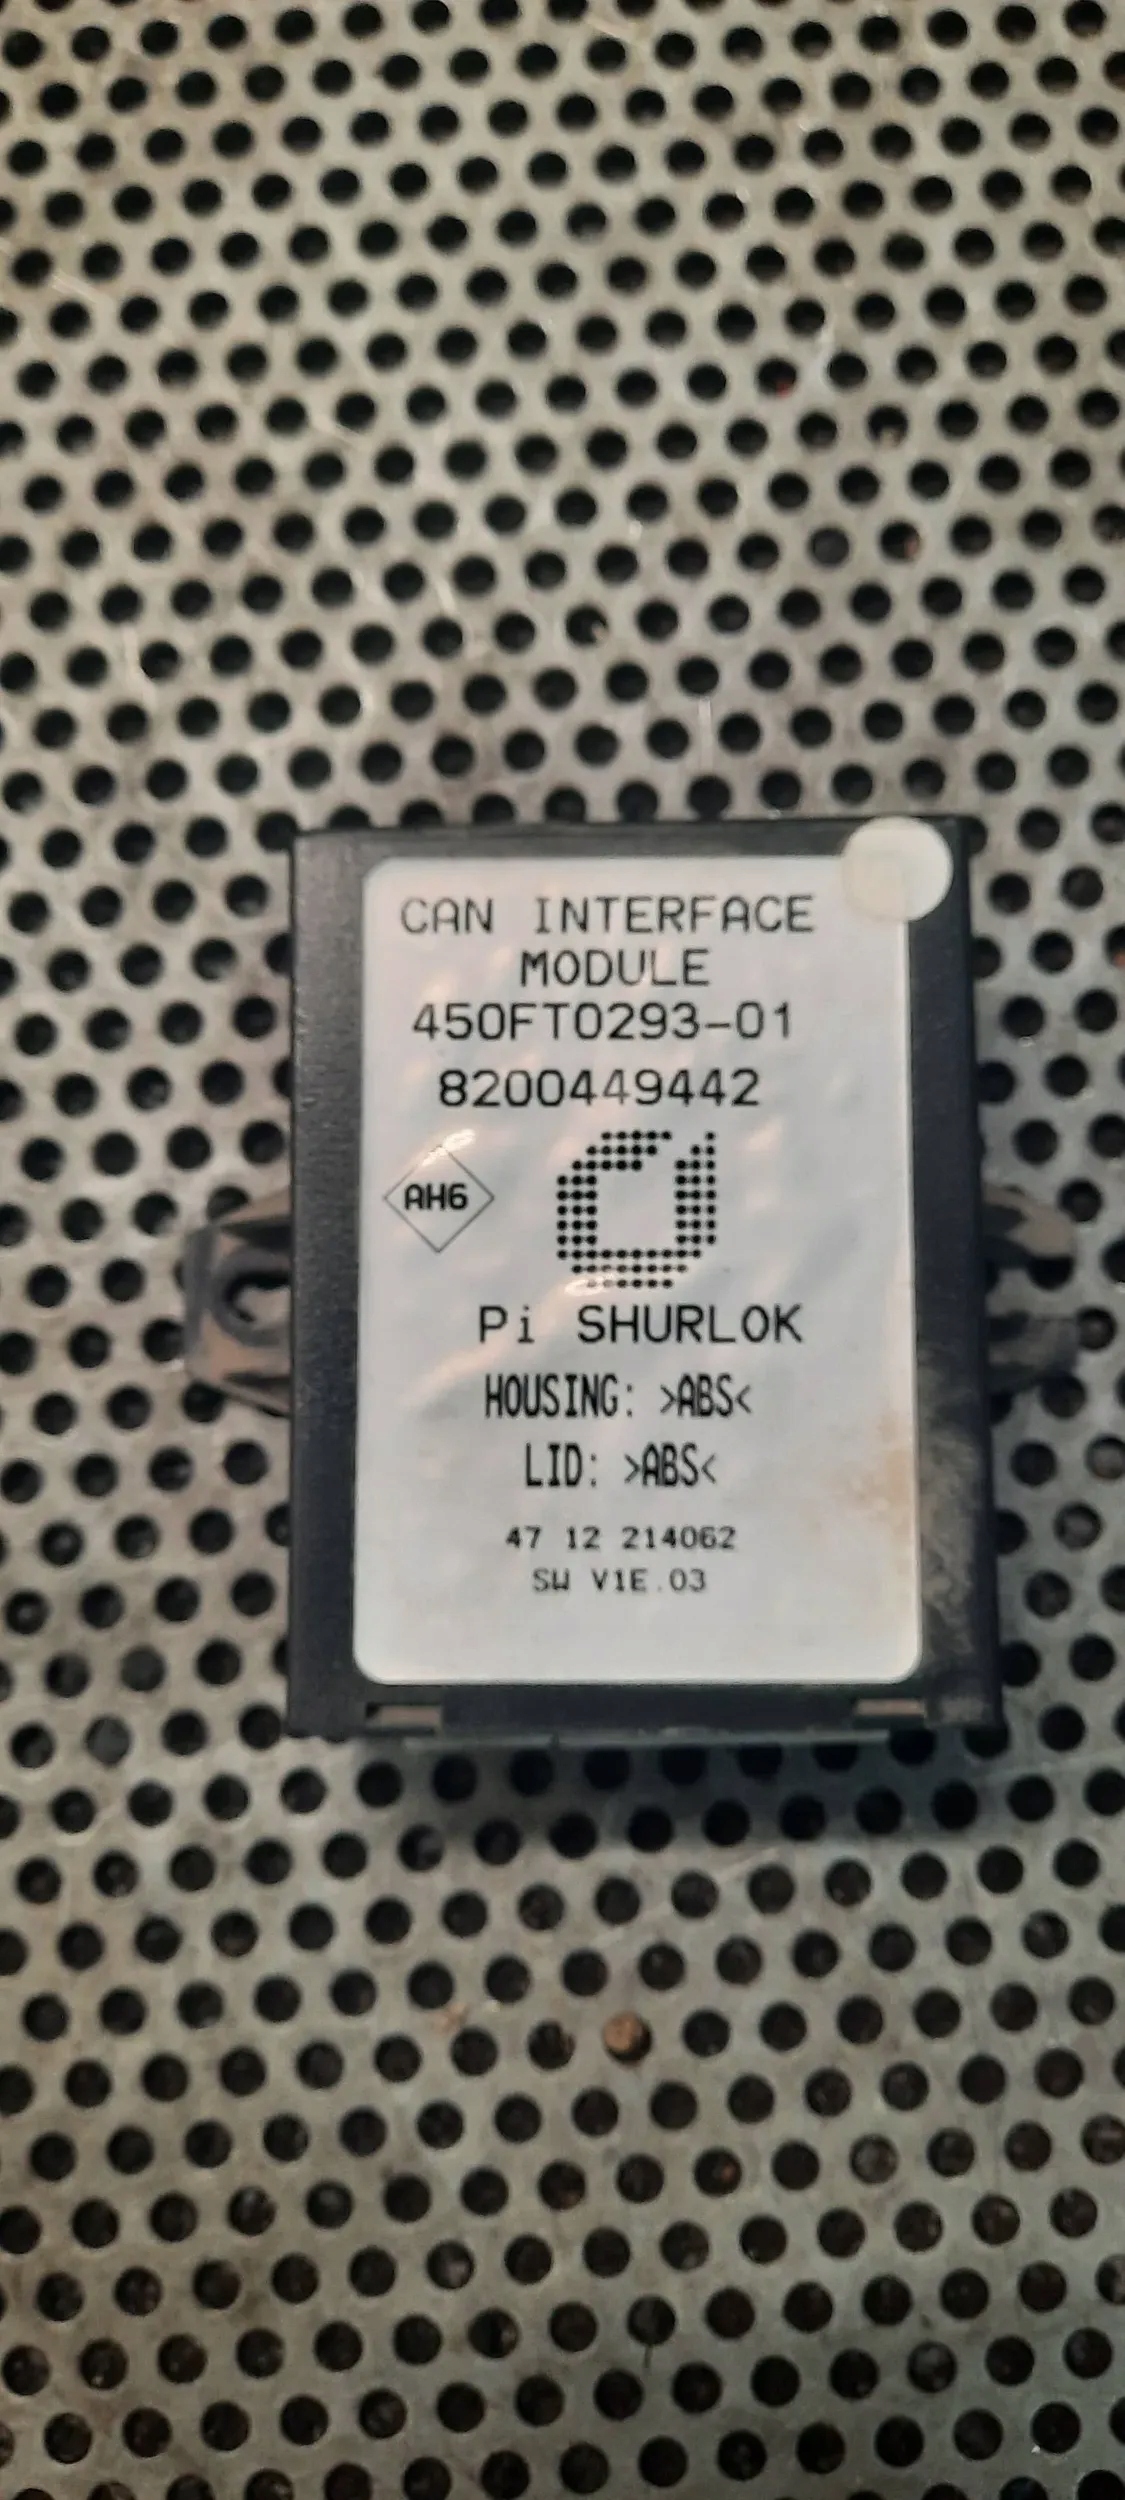 CAN INTERFACE
MODULE
450FT0293-01
8200449442
AH6
Pi SHURLOK
HOUSING: >ABS<
LID: >ABS<
47 12 214062
SW V1E.03